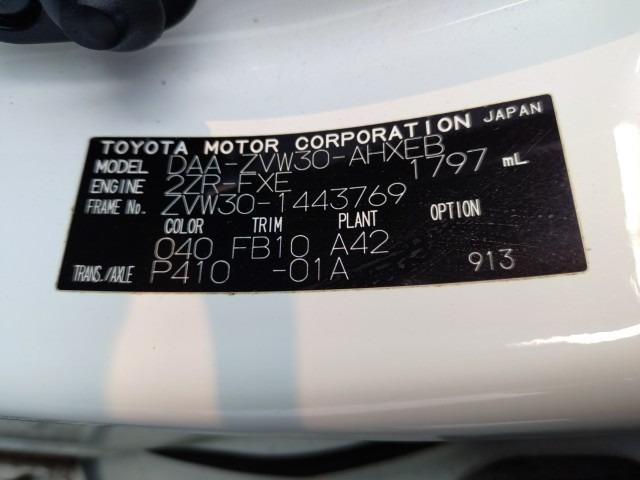 TOYOTA MOTOR CORPORATION JAPAN
MODEL DAA-ZVW30-AHXEB
ENGINE 2ZR-FXE 1797 mL
FRAME No. ZVW30-1443769
COLOR TRIM PLANT OPTION
040 FB10 A42
TRANS./AXLE P410 -01A 913